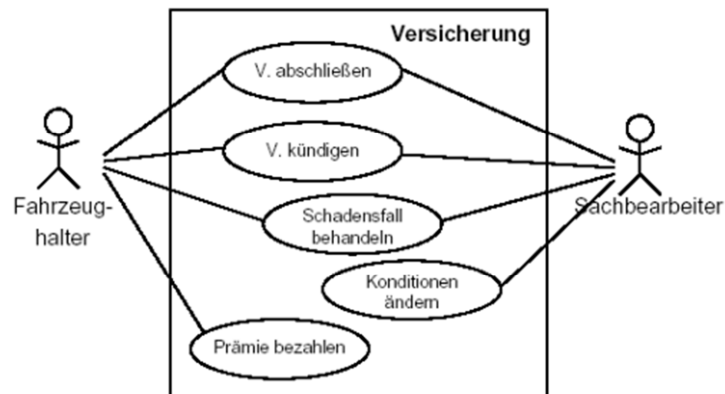 Versicherung
V. abschließen
V. kündigen
Fahrzeug-
halter
Schadensfall
behandeln
Sachbearbeiter
Konditionen
ändern
Prämie bezahlen